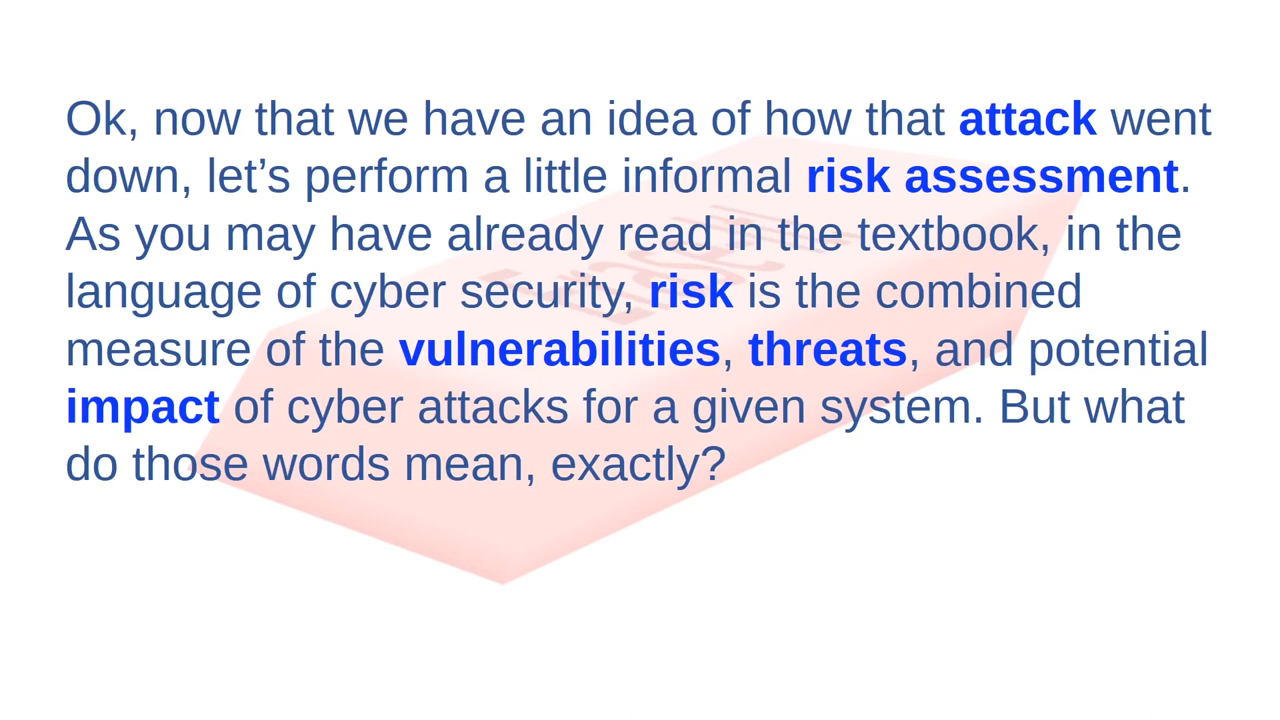 Ok, now that we have an idea of how that attack went
down, let’s perform a little informal risk assessment.
As you may have already read in the textbook, in the
language of cyber security, risk is the combined
measure of the vulnerabilities, threats, and potential
impact of cyber attacks for a given system. But what
do those words mean, exactly?